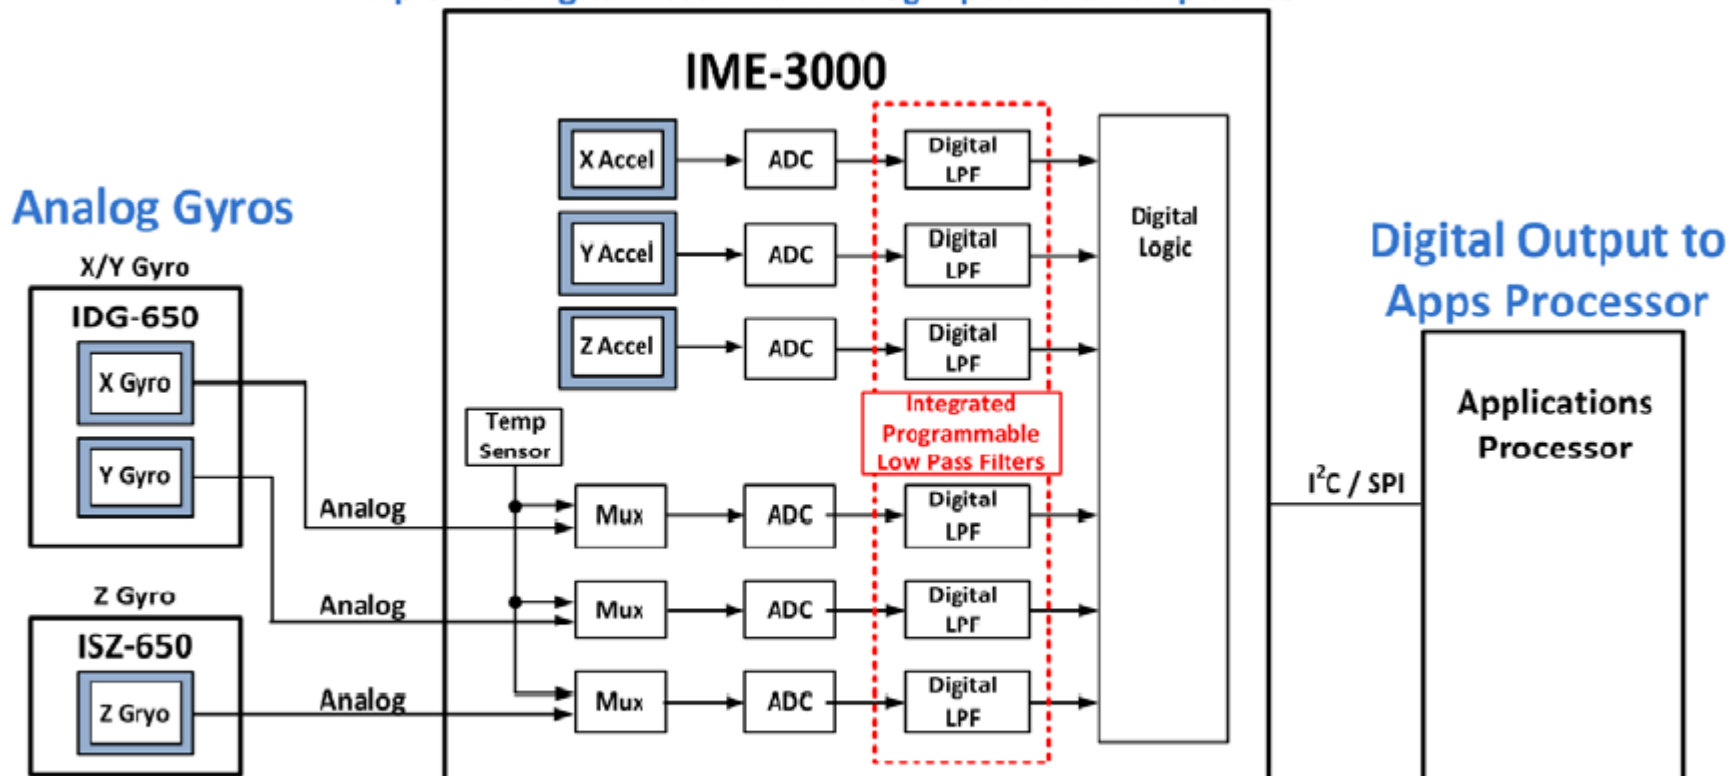 IME-3000
X Accel
ADC
Digital
LPF
Y Accel
ADC
Digital
LPF
Z Accel
ADC
Digital
LPF
Digital
Logic
Analog Gyros
X/Y Gyro
IDG-650
X Gyro
Y Gyro
Z Gyro
ISZ-650
Z Gryo
Analog
Analog
Analog
Temp
Sensor
Integrated
Programmable
Low Pass Filters
Mux
ADC
Digital
LPF
Mux
ADC
Digital
LPF
Mux
ADC
Digital
LPF
I²C / SPI
Digital Output to
Apps Processor
Applications
Processor